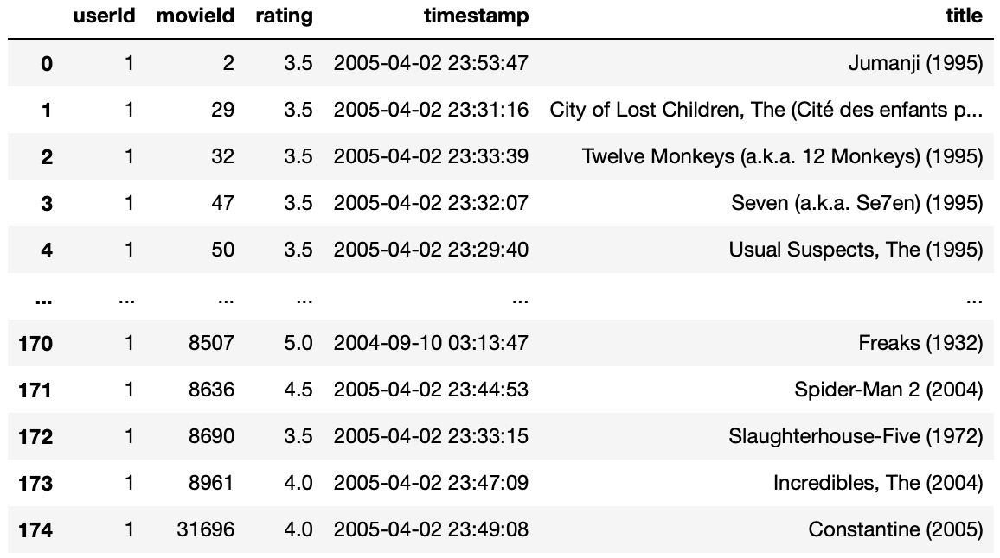 userId movieId rating timestamp title
0 1 2 3.5 2005-04-02 23:53:47 Jumanji (1995)
1 1 29 3.5 2005-04-02 23:31:16 City of Lost Children, The (Cité des enfants p...
2 1 32 3.5 2005-04-02 23:33:39 Twelve Monkeys (a.k.a. 12 Monkeys) (1995)
3 1 47 3.5 2005-04-02 23:32:07 Seven (a.k.a. Se7en) (1995)
4 1 50 3.5 2005-04-02 23:29:40 Usual Suspects, The (1995)
... ... ... ... ... ...
170 1 8507 5.0 2004-09-10 03:13:47 Freaks (1932)
171 1 8636 4.5 2005-04-02 23:44:53 Spider-Man 2 (2004)
172 1 8690 3.5 2005-04-02 23:33:15 Slaughterhouse-Five (1972)
173 1 8961 4.0 2005-04-02 23:47:09 Incredibles, The (2004)
174 1 31696 4.0 2005-04-02 23:49:08 Constantine (2005)